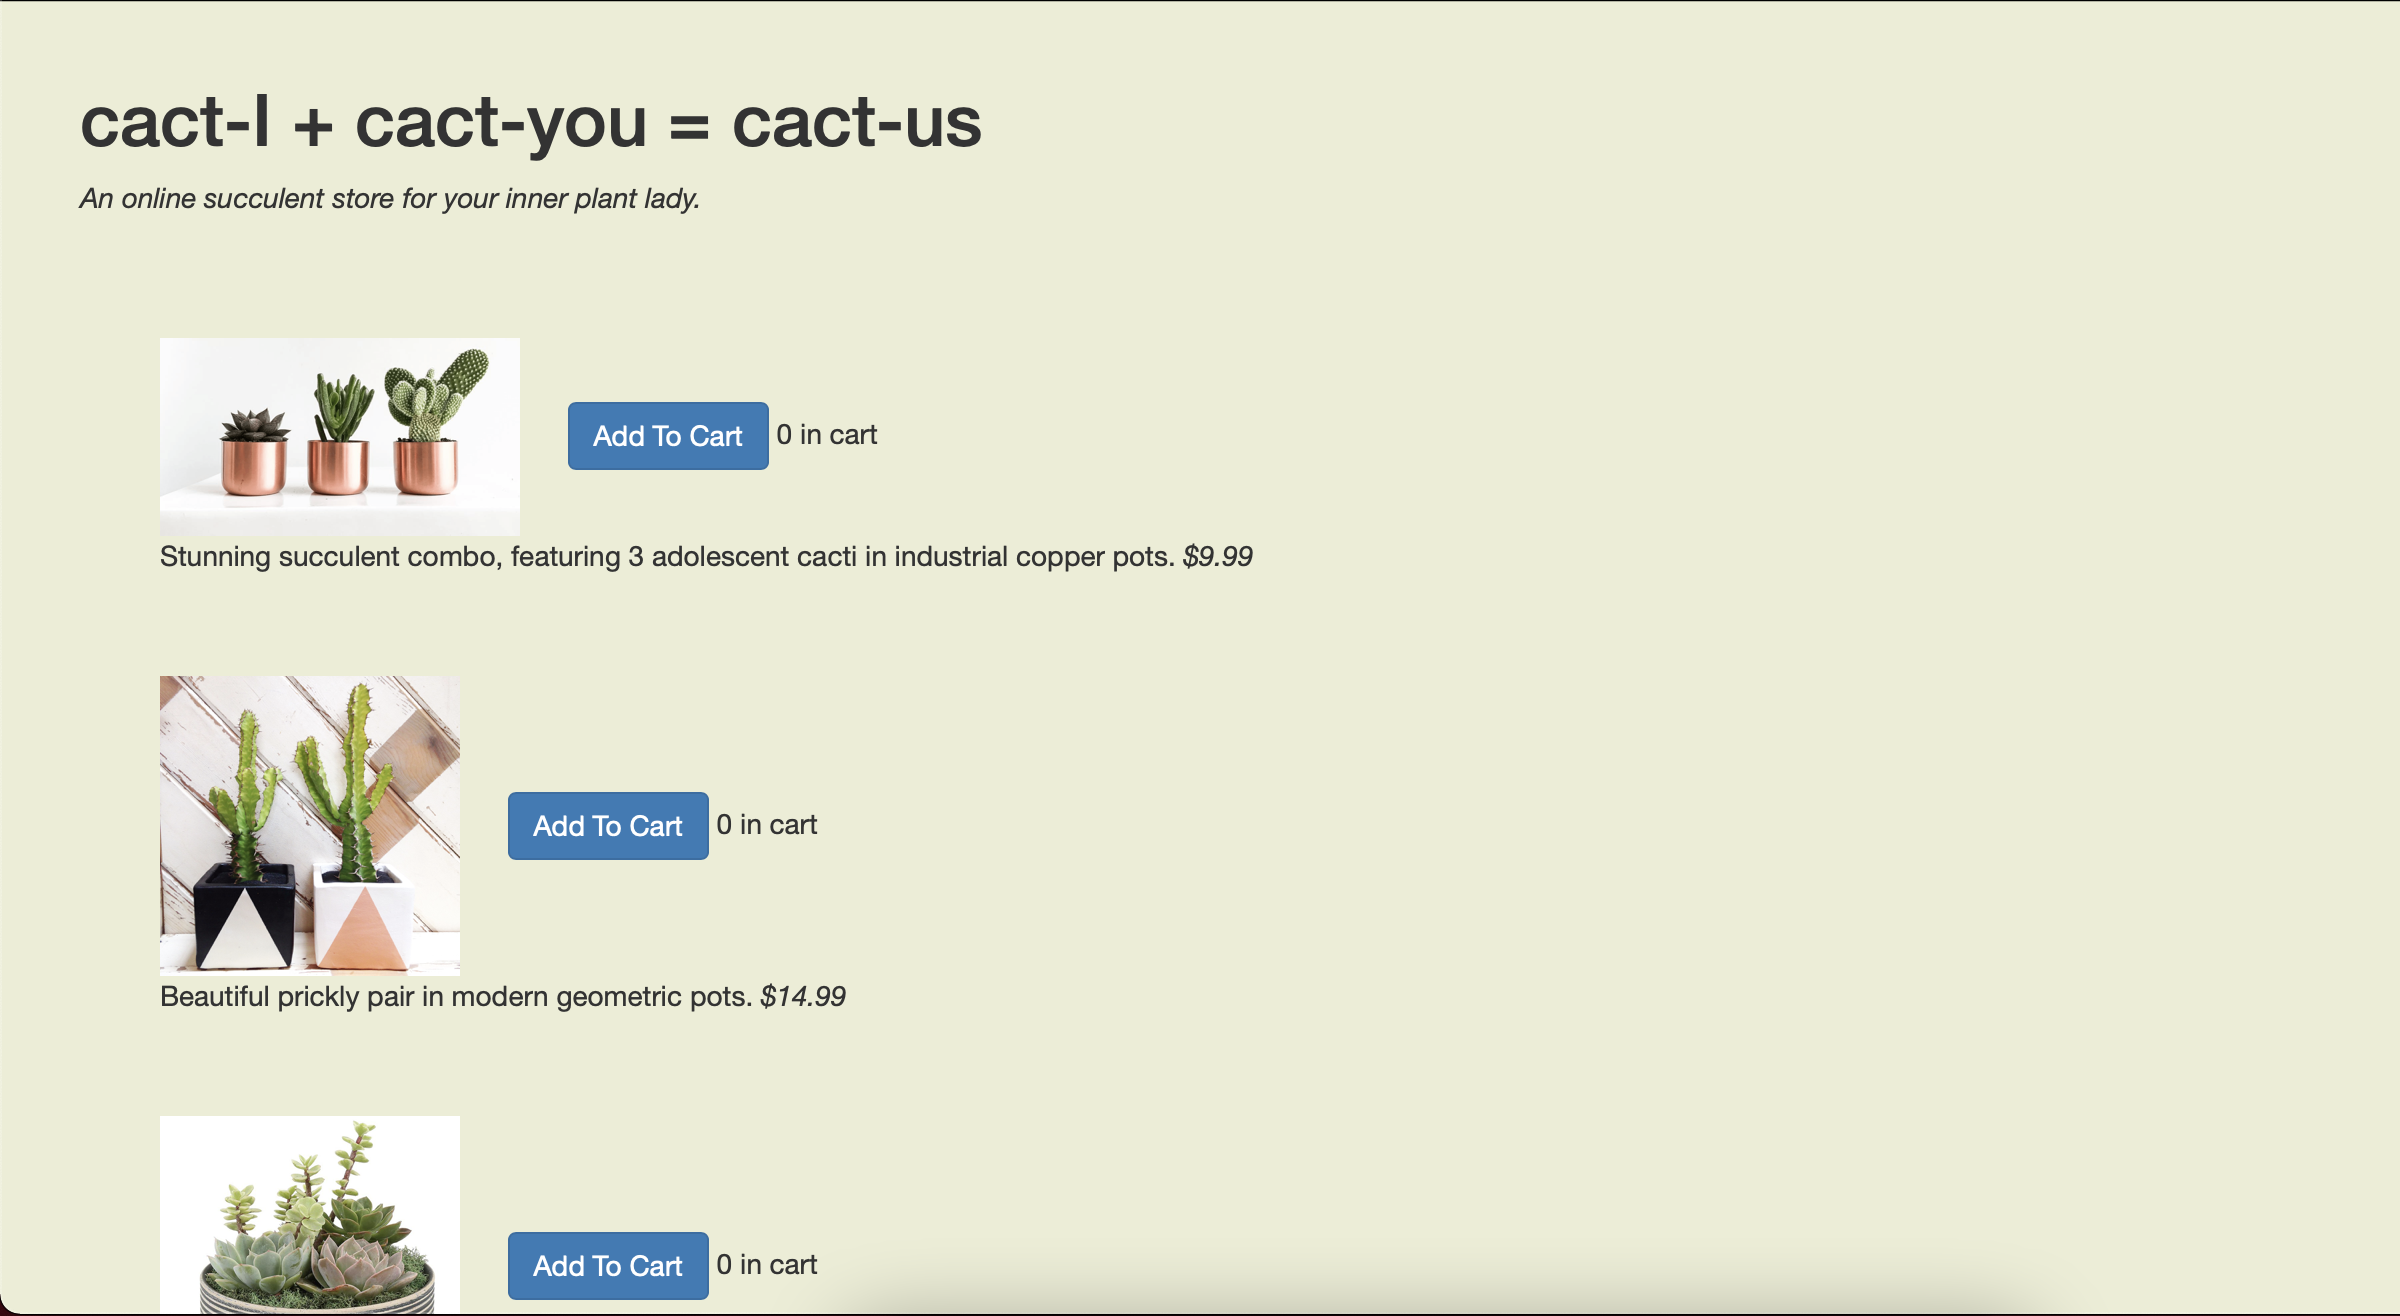 cact-I + cact-you = cact-us
An online succulent store for your inner plant lady.
Add To Cart 0 in cart
Stunning succulent combo, featuring 3 adolescent cacti in industrial copper pots. $9.99
Add To Cart 0 in cart
Beautiful prickly pair in modern geometric pots. $14.99
Add To Cart 0 in cart